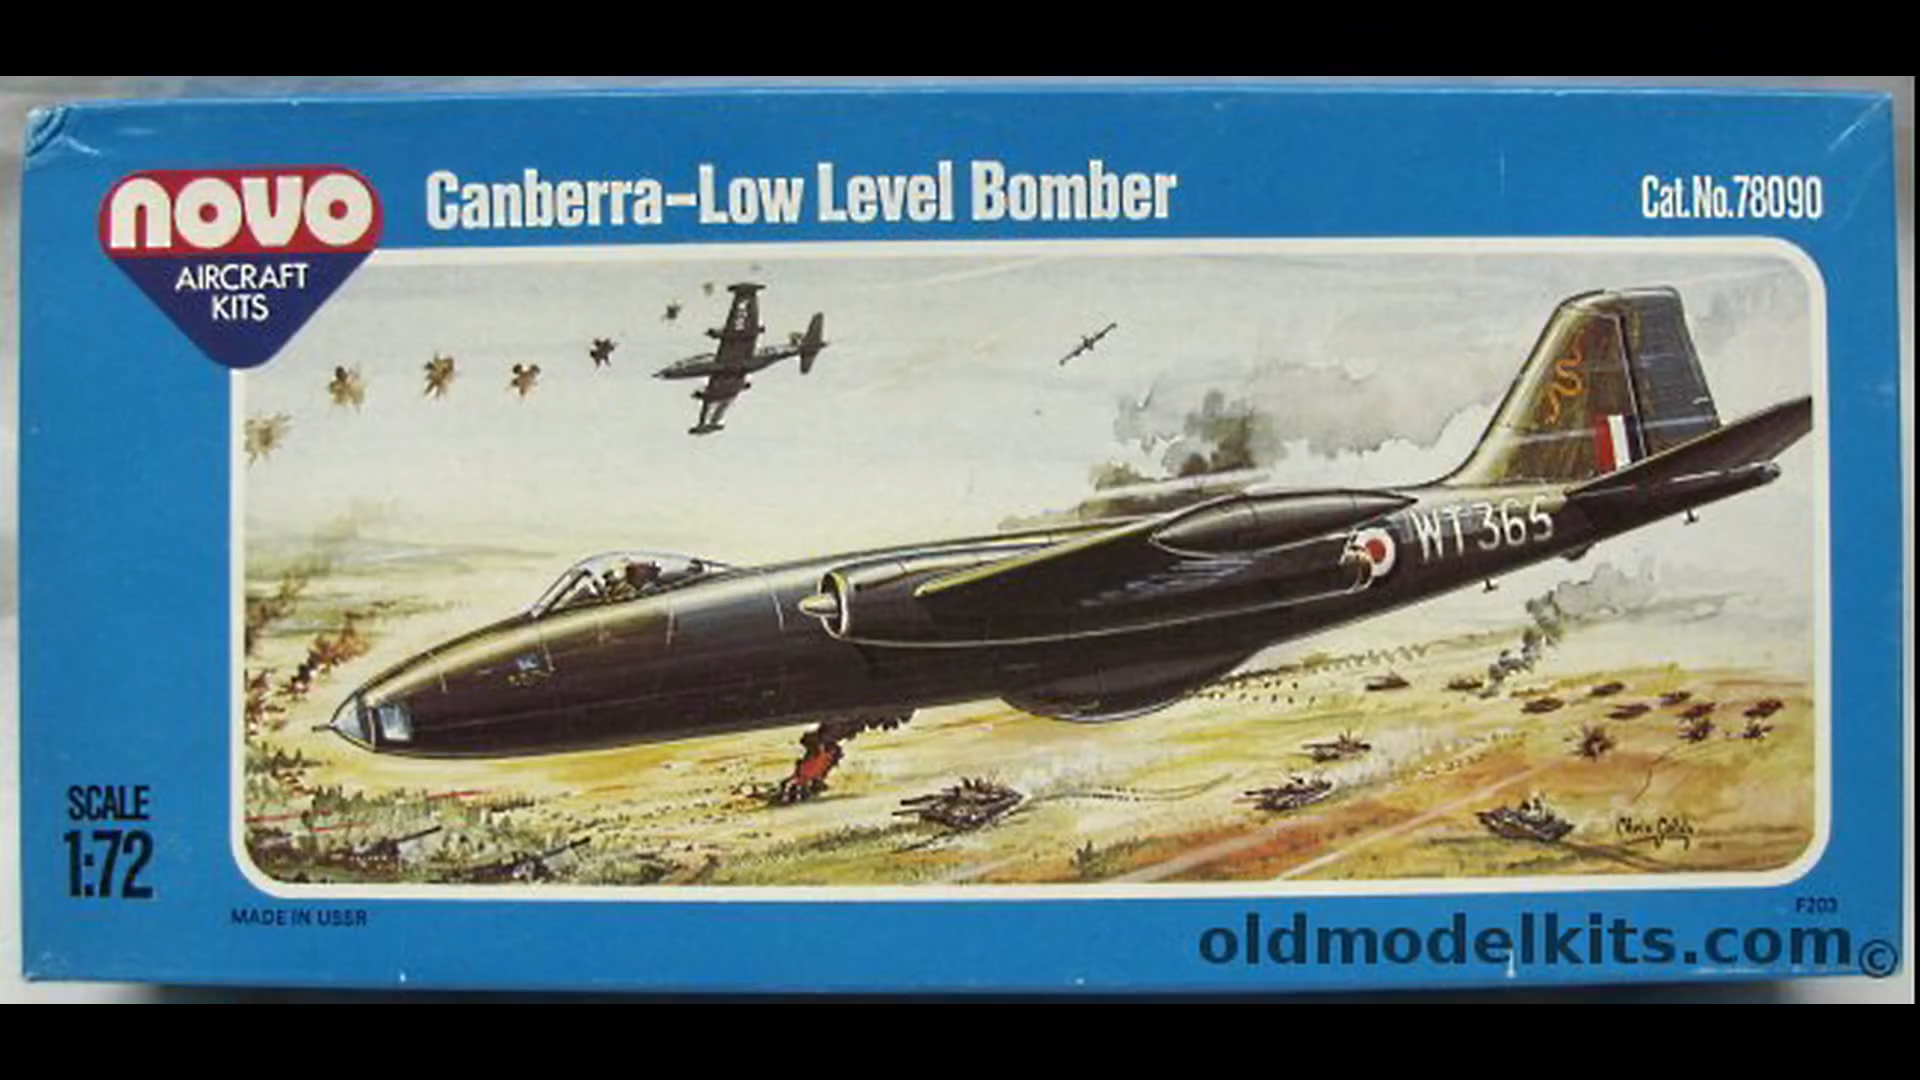 novo
AIRCRAFT
KITS
Canberra-Low Level Bomber
Cat.No.78090
WT365
SCALE
1:72
MADE IN USSR
F203
oldmodelkits.com©